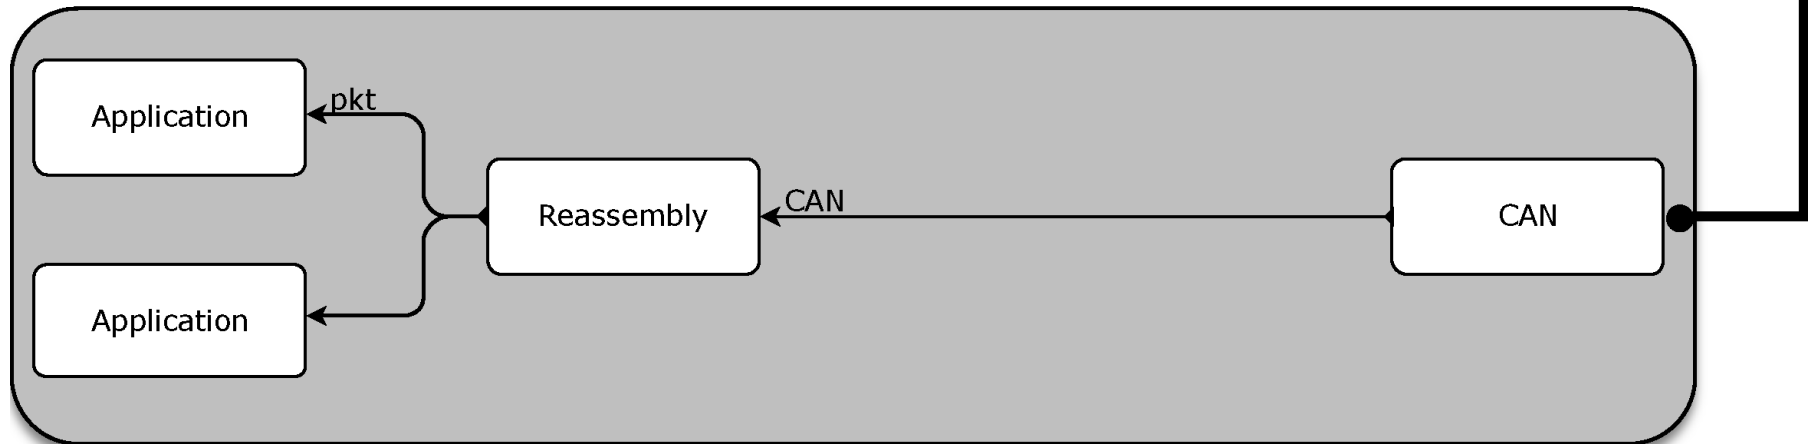 Application
pkt
Reassembly
CAN
CAN
Application